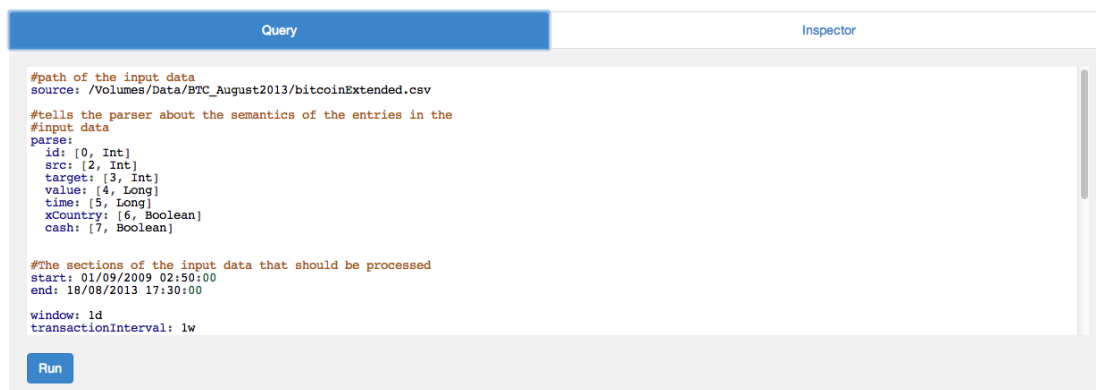 Query
Inspector
#path of the input data
source: /Volumes/Data/BTC_August2013/bitcoinExtended.csv
#tells the parser about the semantics of the entries in the
#input data
parse:
  id: [0, Int]
  src: [2, Int]
  target: [3, Int]
  value: [4, Long]
  time: [5, Long]
  xCountry: [6, Boolean]
  cash: [7, Boolean]
#The sections of the input data that should be processed
start: 01/09/2009 02:50:00
end: 18/08/2013 17:30:00
window: 1d
transactionInterval: 1w
Run